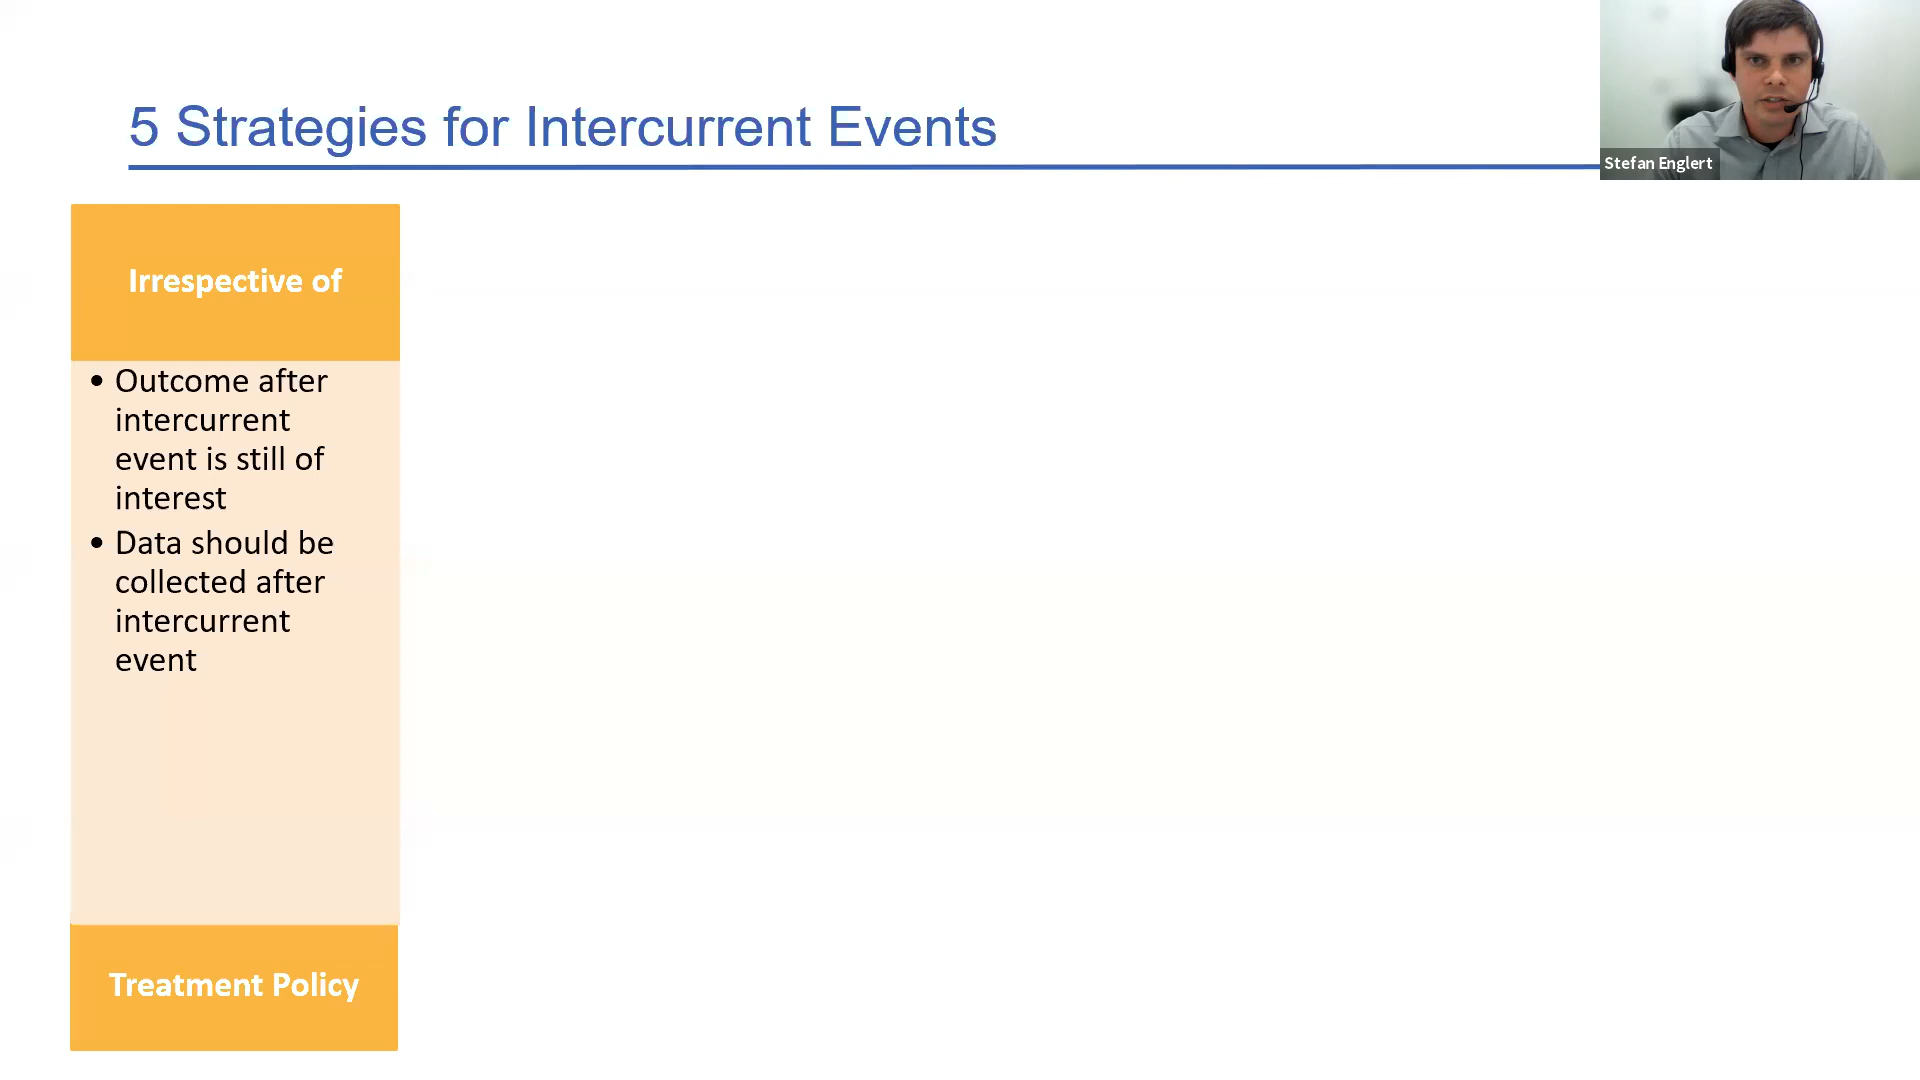 5 Strategies for Intercurrent Events
Stefan Englert
Irrespective of
• Outcome after
intercurrent
event is still of
interest
• Data should be
collected after
intercurrent
event
Treatment Policy